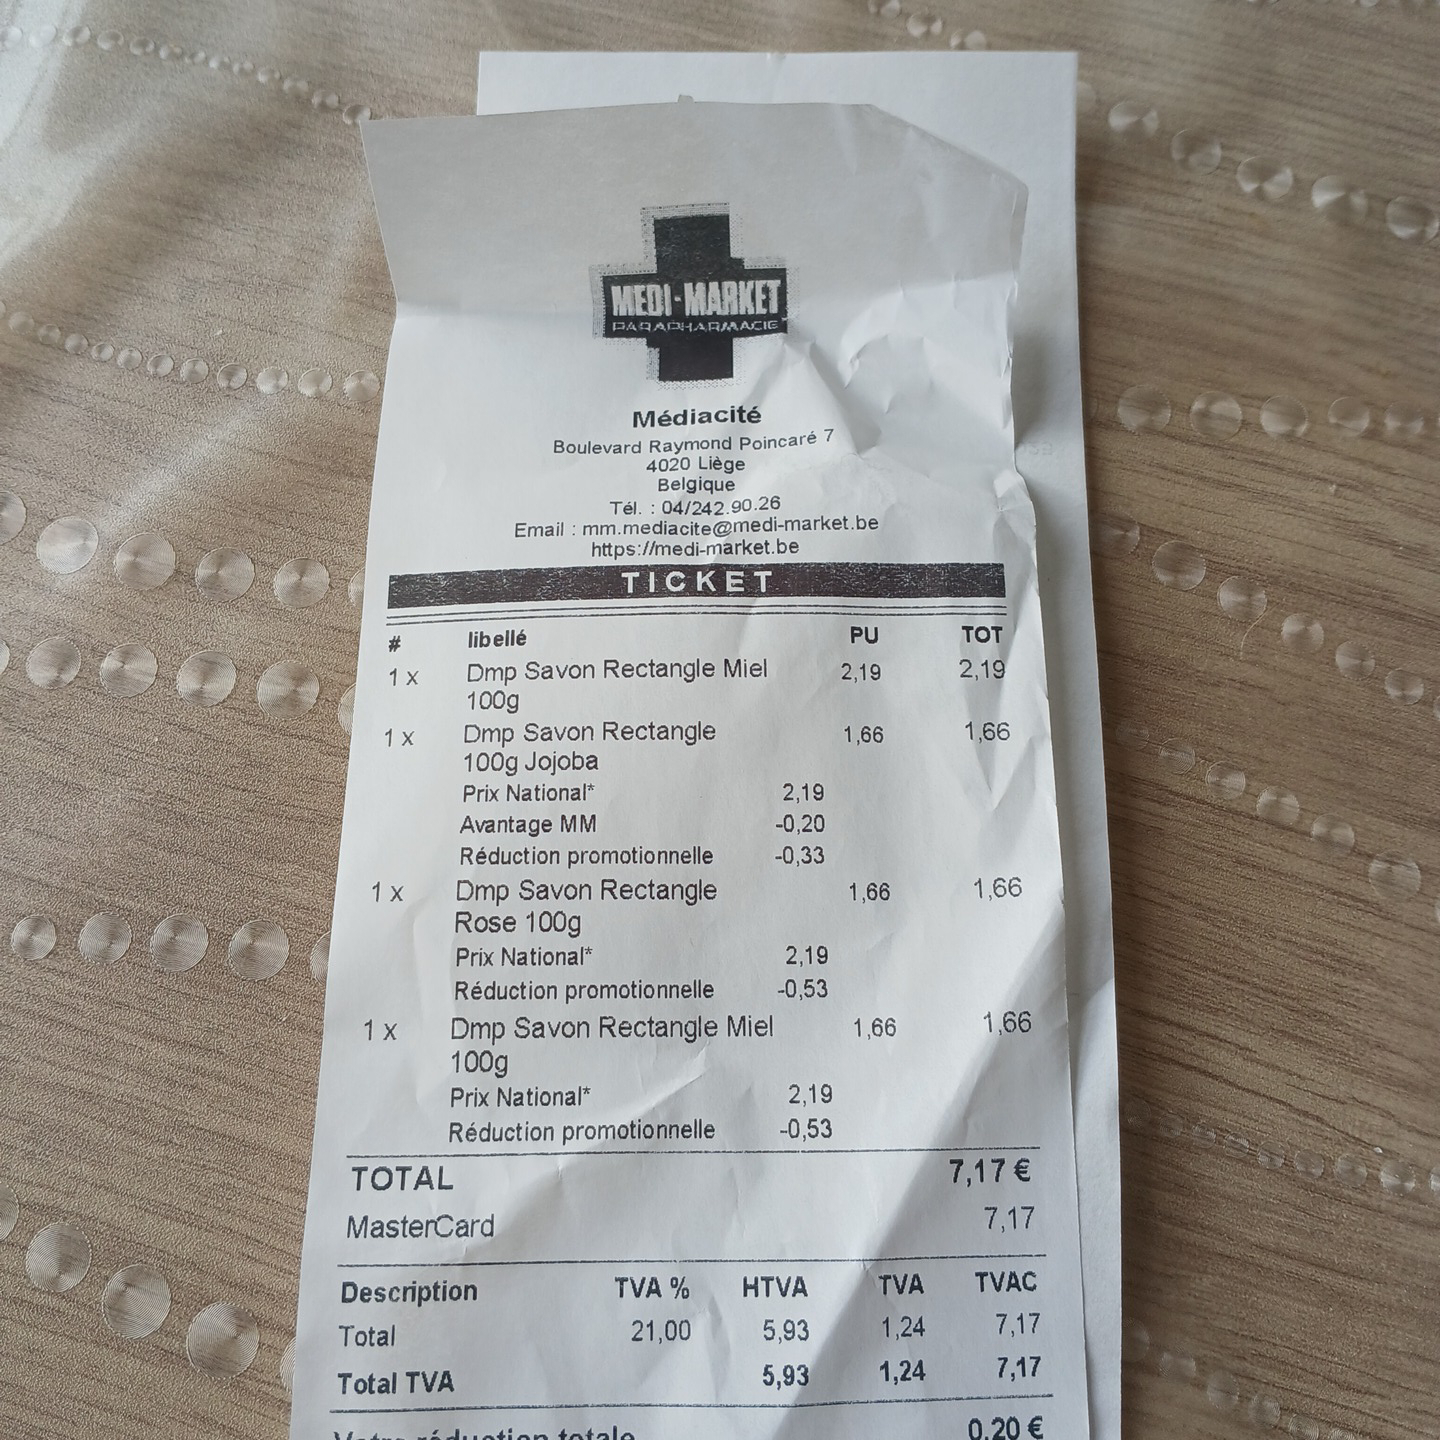 MEDI-MARKET
PARAPHARMACIE
Médiacité
Boulevard Raymond Poincaré 7
4020 Liège
Belgique
Tél. : 04/242.90.26
Email : mm.mediacite@medi-market.be
https://medi-market.be
TICKET
# libellé PU TOT
1 x Dmp Savon Rectangle Miel 2,19 2,19
100g
1 x Dmp Savon Rectangle 1,66 1,66
100g Jojoba
Prix National* 2,19
Avantage MM -0,20
Réduction promotionnelle -0,33
1 x Dmp Savon Rectangle 1,66 1,66
Rose 100g
Prix National* 2,19
Réduction promotionnelle -0,53
1 x Dmp Savon Rectangle Miel 1,66 1,66
100g
Prix National* 2,19
Réduction promotionnelle -0,53
TOTAL 7,17 €
MasterCard 7,17
Description TVA % HTVA TVA TVAC
Total 21,00 5,93 1,24 7,17
Total TVA 5,93 1,24 7,17
Votre réduction totale 0,20 €